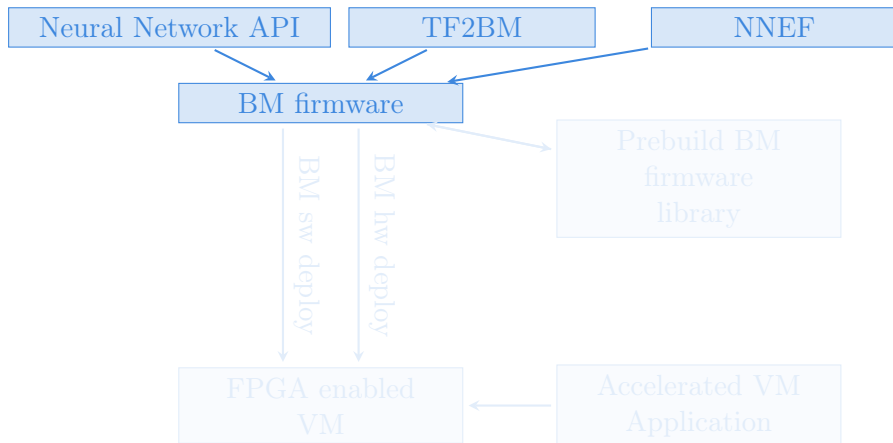 Neural Network API
TF2BM
NNEF
BM firmware
Prebuild BM
firmware
library
BM sw deploy
BM hw deploy
FPGA enabled
VM
Accelerated VM
Application